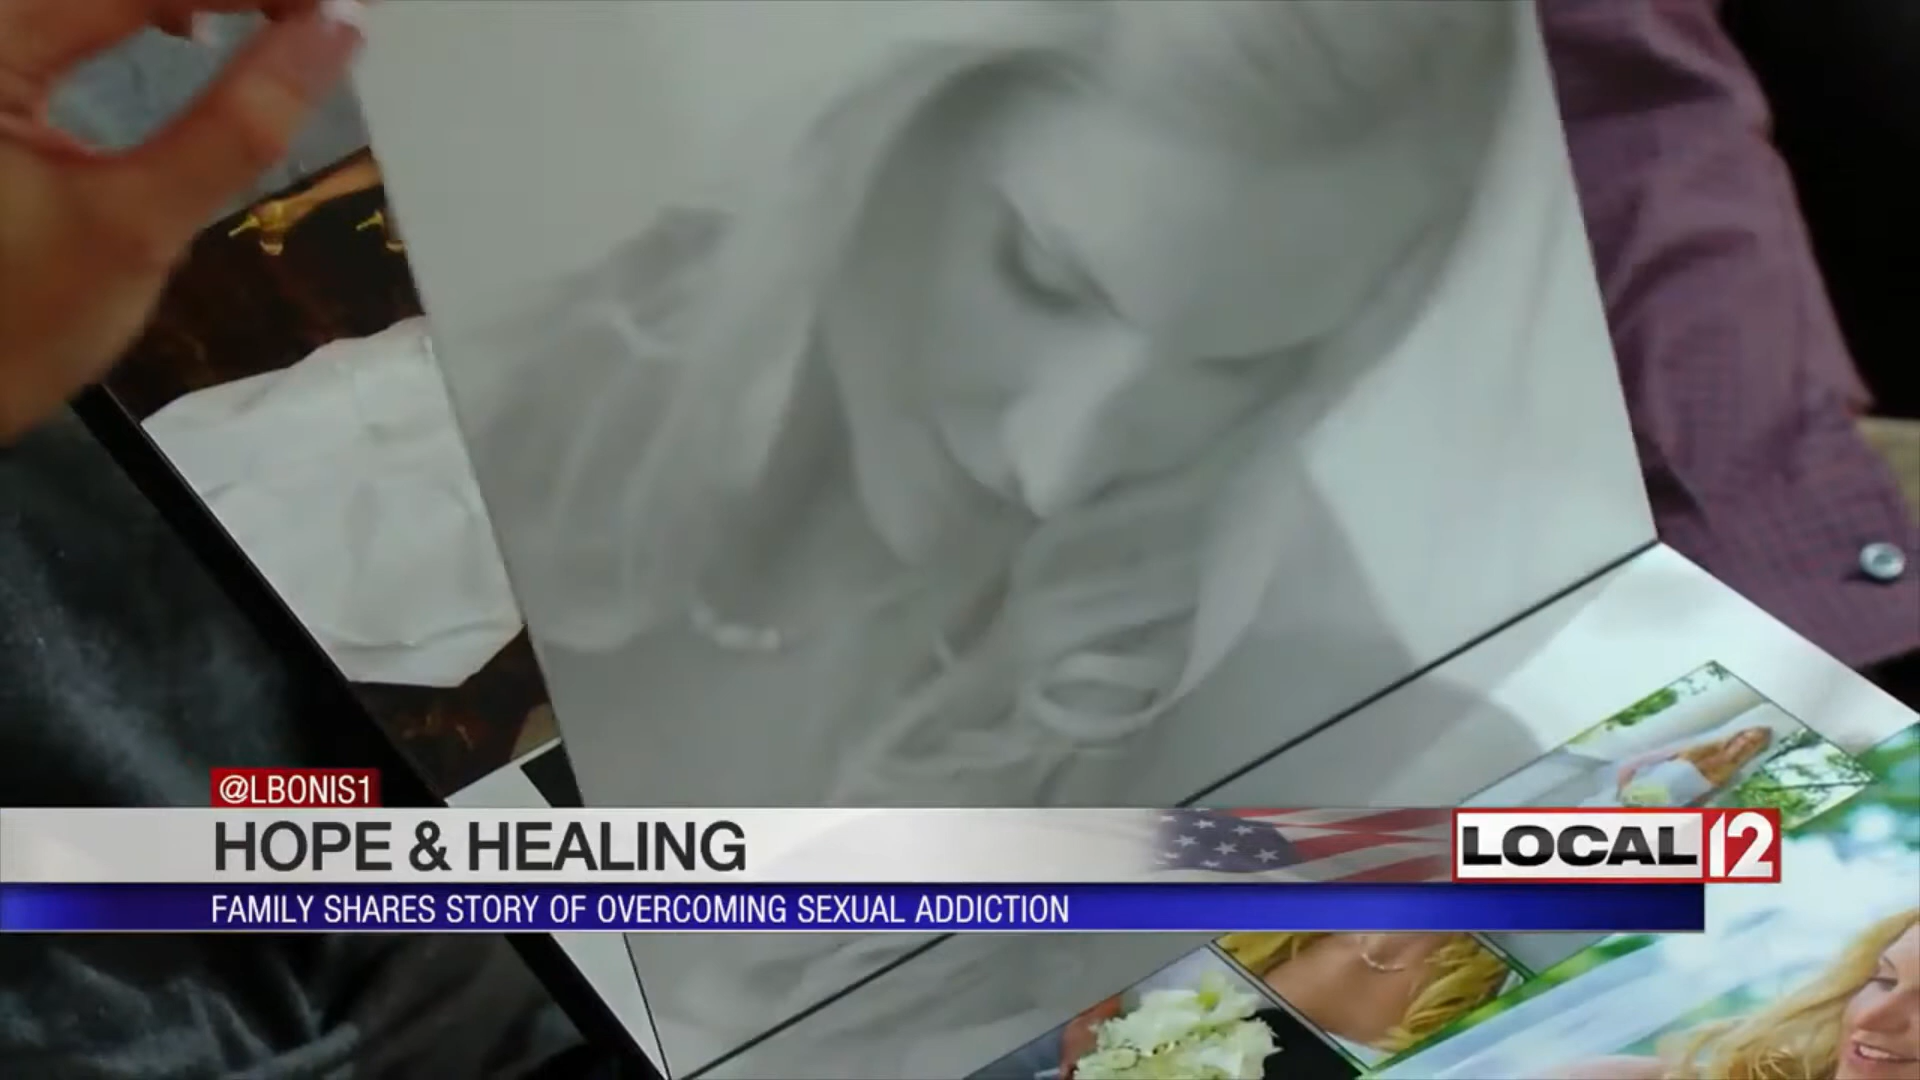 @LBONIS1
HOPE & HEALING
LOCAL 12
FAMILY SHARES STORY OF OVERCOMING SEXUAL ADDICTION